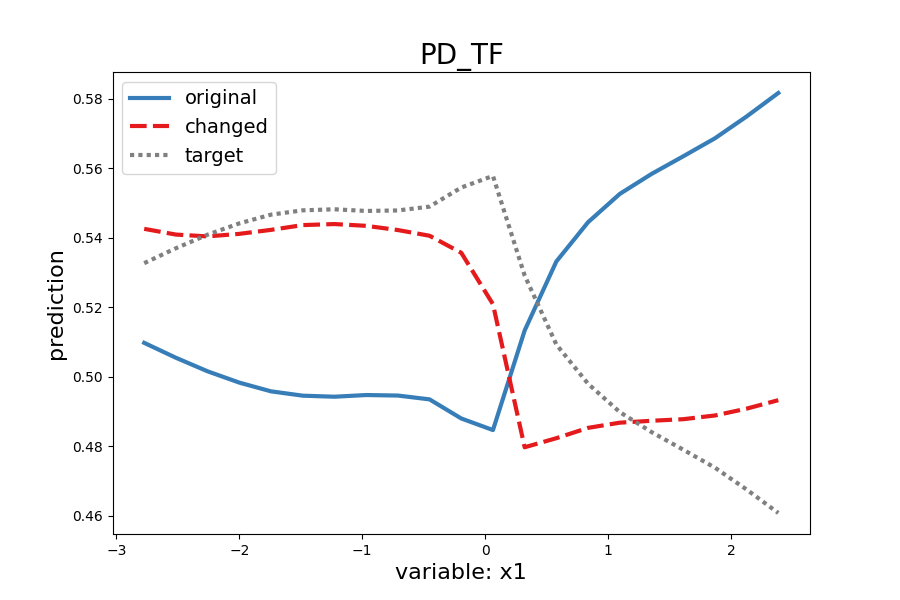 PD_TF
original
changed
target
prediction
0.58
0.56
0.54
0.52
0.50
0.48
0.46
−3
−2
−1
0
1
2
variable: x1